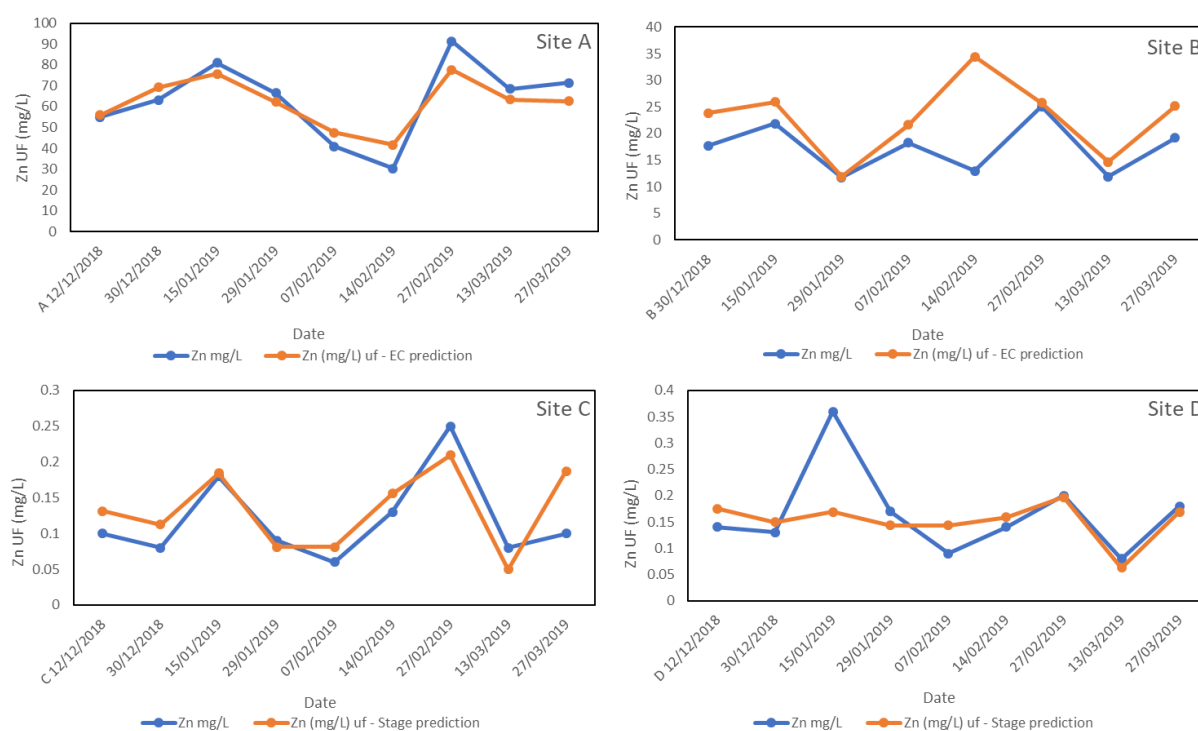 Site A
Zn UF (mg/L)
100
90
80
70
60
50
40
30
20
10
0
A 12/12/2018
30/12/2018
15/01/2019
29/01/2019
07/02/2019
14/02/2019
27/02/2019
13/03/2019
27/03/2019
Date
Zn mg/L
Zn (mg/L) uf - EC prediction
Site B
Zn UF (mg/L)
40
35
30
25
20
15
10
5
0
B 30/12/2018
15/01/2019
29/01/2019
07/02/2019
14/02/2019
27/02/2019
13/03/2019
27/03/2019
Date
Zn mg/L
Zn (mg/L) uf - EC prediction
Site C
Zn UF (mg/L)
0.3
0.25
0.2
0.15
0.1
0.05
0
C 12/12/2018
30/12/2018
15/01/2019
29/01/2019
07/02/2019
14/02/2019
27/02/2019
13/03/2019
27/03/2019
Date
Zn mg/L
Zn (mg/L) uf - Stage prediction
Site D
Zn UF (mg/L)
0.4
0.35
0.3
0.25
0.2
0.15
0.1
0.05
0
D 12/12/2018
30/12/2018
15/01/2019
29/01/2019
07/02/2019
14/02/2019
27/02/2019
13/03/2019
27/03/2019
Date
Zn mg/L
Zn (mg/L) uf - Stage prediction